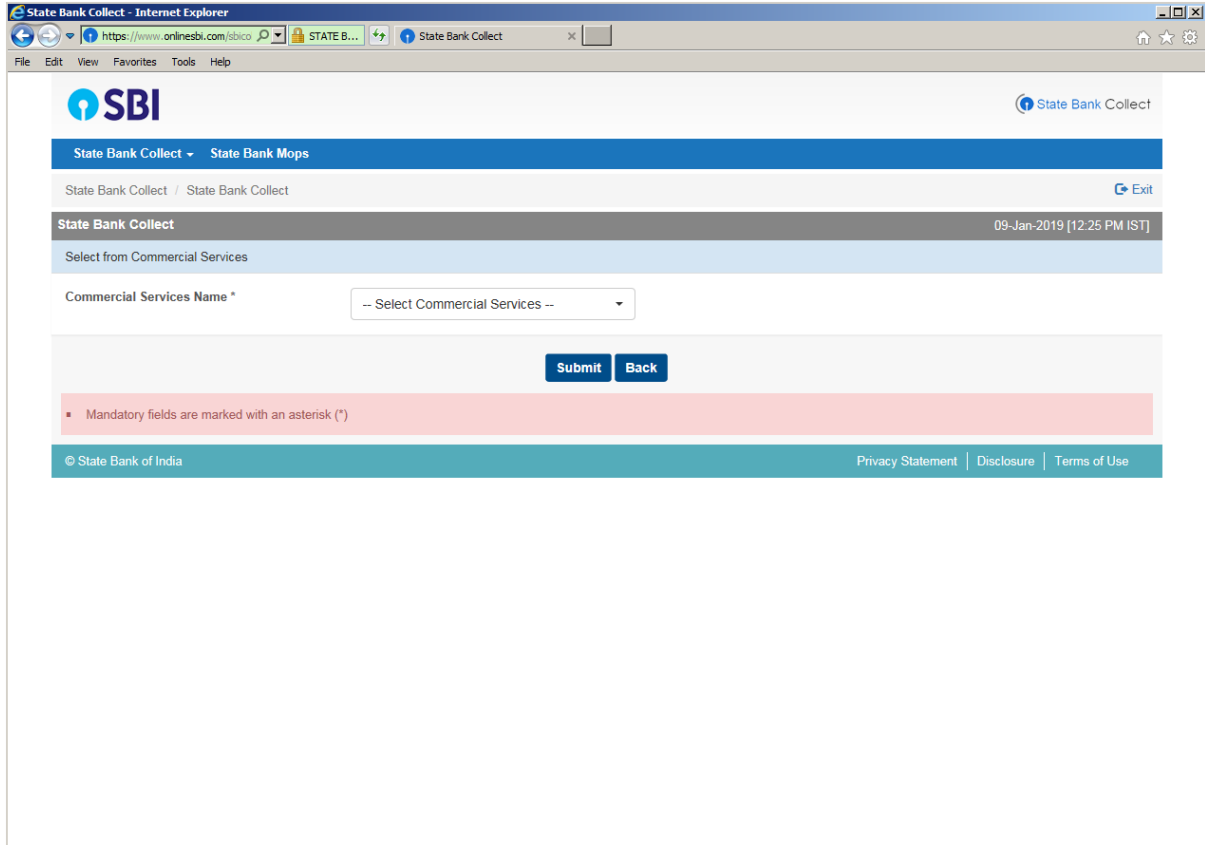 State Bank Collect - Internet Explorer
https://www.onlinesbi.com/sbico STATE B... State Bank Collect
File Edit View Favorites Tools Help
SBI State Bank Collect
State Bank Collect State Bank Mops
State Bank Collect / State Bank Collect Exit
State Bank Collect 09-Jan-2019 [12:25 PM IST]
Select from Commercial Services
Commercial Services Name * -- Select Commercial Services --
Submit Back
Mandatory fields are marked with an asterisk (*)
© State Bank of India Privacy Statement | Disclosure | Terms of Use